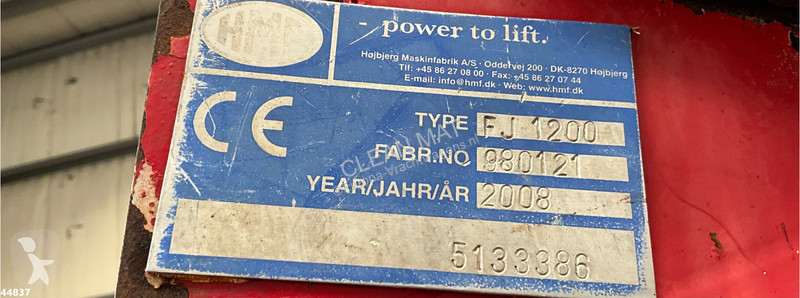 HMF
- power to lift.
Højbjerg Maskinfabrik A/S · Oddervej 200 · DK-8270 Højbjerg
Tlf: +45 86 27 08 00 · Fax: +45 86 27 07 44
E-mail: info@hmf.dk · Web: www.hmf.dk
CE
TYPE FJ 1200
FABR.NO 980121
YEAR/JAHR/ÅR 2008
5133386
44837